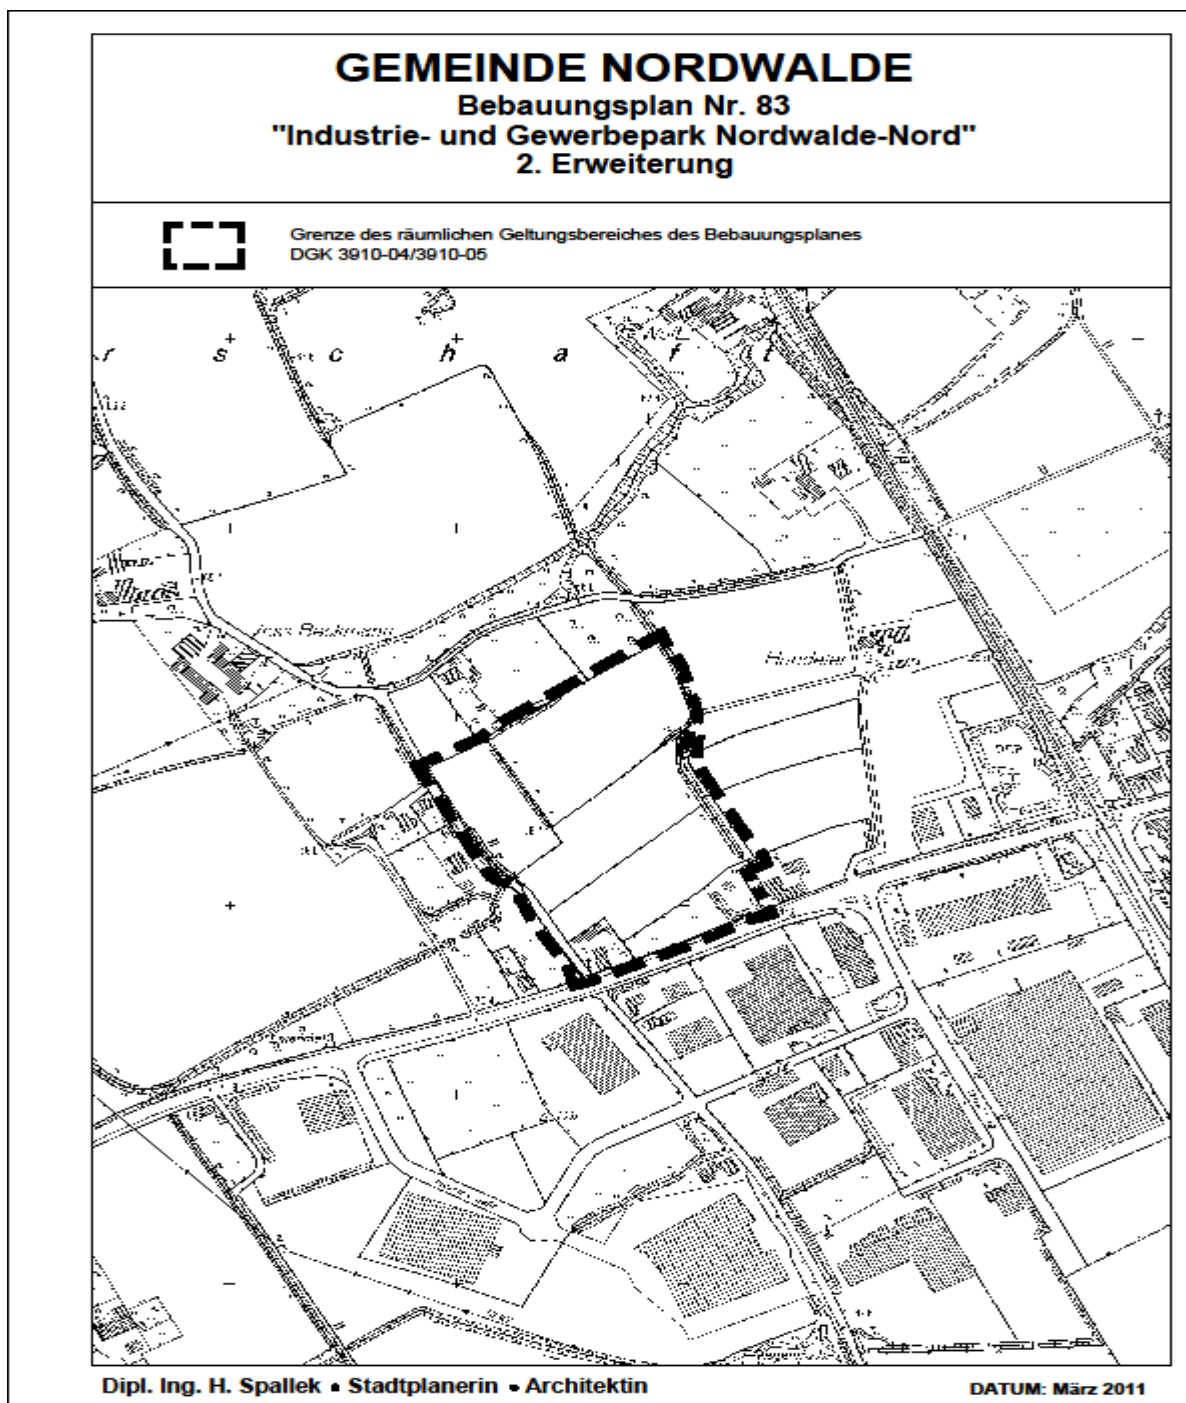 GEMEINDE NORDWALDE
Bebauungsplan Nr. 83
"Industrie- und Gewerbepark Nordwalde-Nord"
2. Erweiterung
Grenze des räumlichen Geltungsbereiches des Bebauungsplanes
DGK 3910-04/3910-05
r s c h a f t
Dipl. Ing. H. Spallek • Stadtplanerin • Architektin
DATUM: März 2011